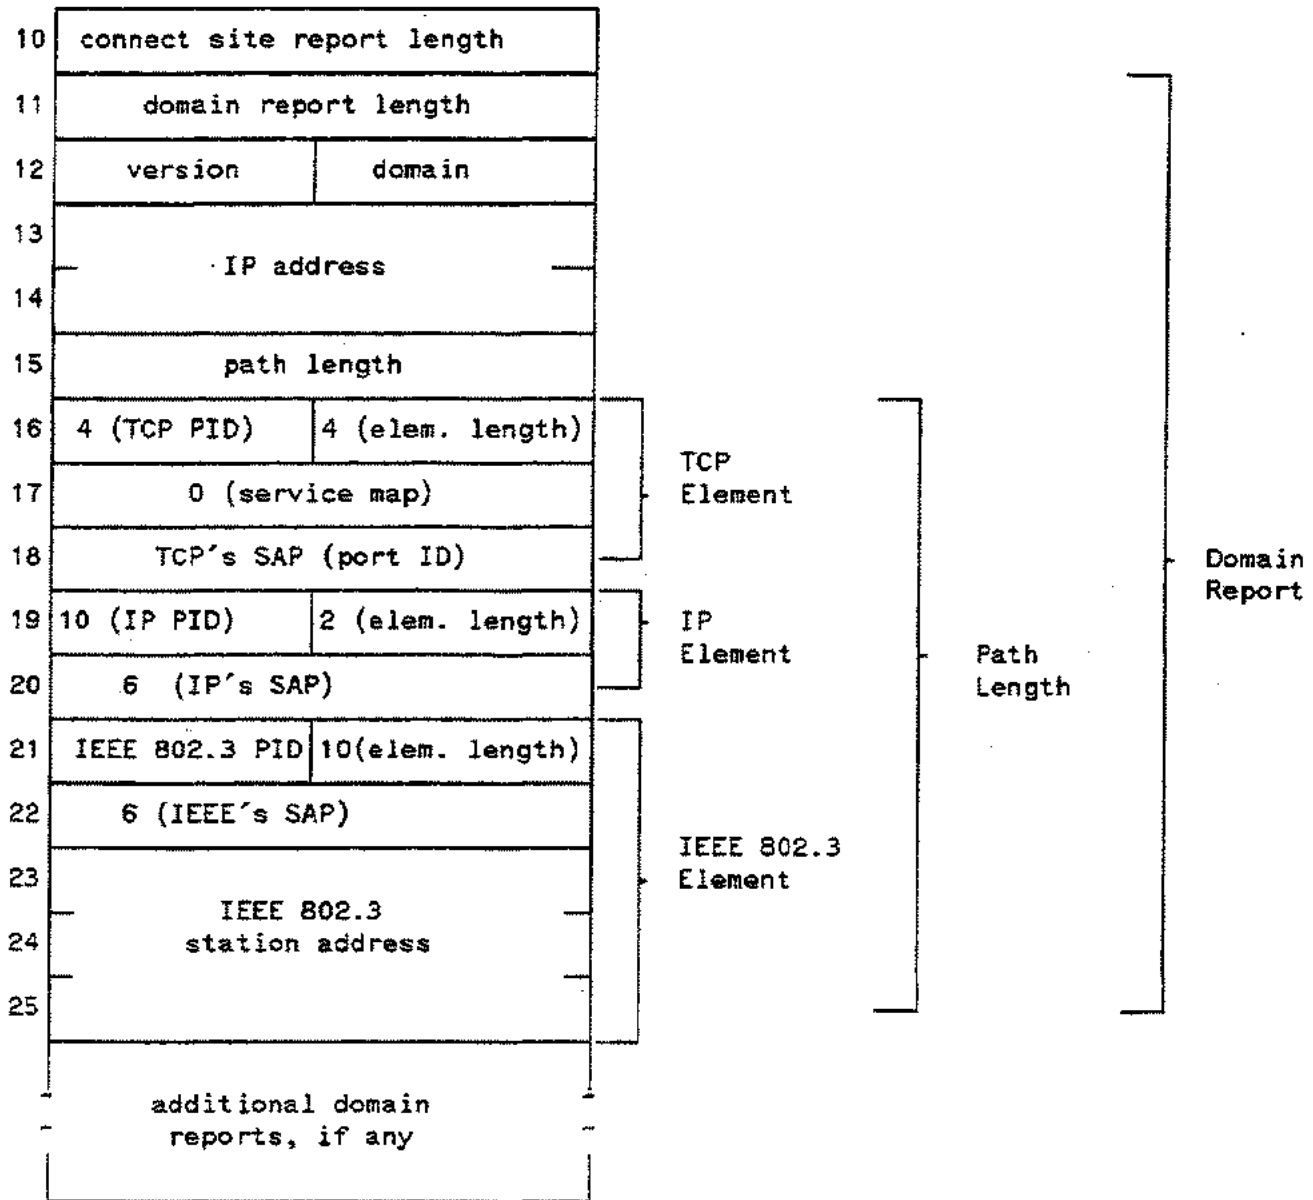 10 connect site report length
11 domain report length
12 version domain
13
IP address
14
15 path length
16 4 (TCP PID) 4 (elem. length)
TCP
Element
17 0 (service map)
18 TCP's SAP (port ID)
Domain
Report
19 10 (IP PID) 2 (elem. length)
IP
Element
Path
Length
20 6 (IP's SAP)
21 IEEE 802.3 PID 10(elem. length)
22 6 (IEEE's SAP)
IEEE 802.3
Element
23
IEEE 802.3
24 station address
25
additional domain
reports, if any